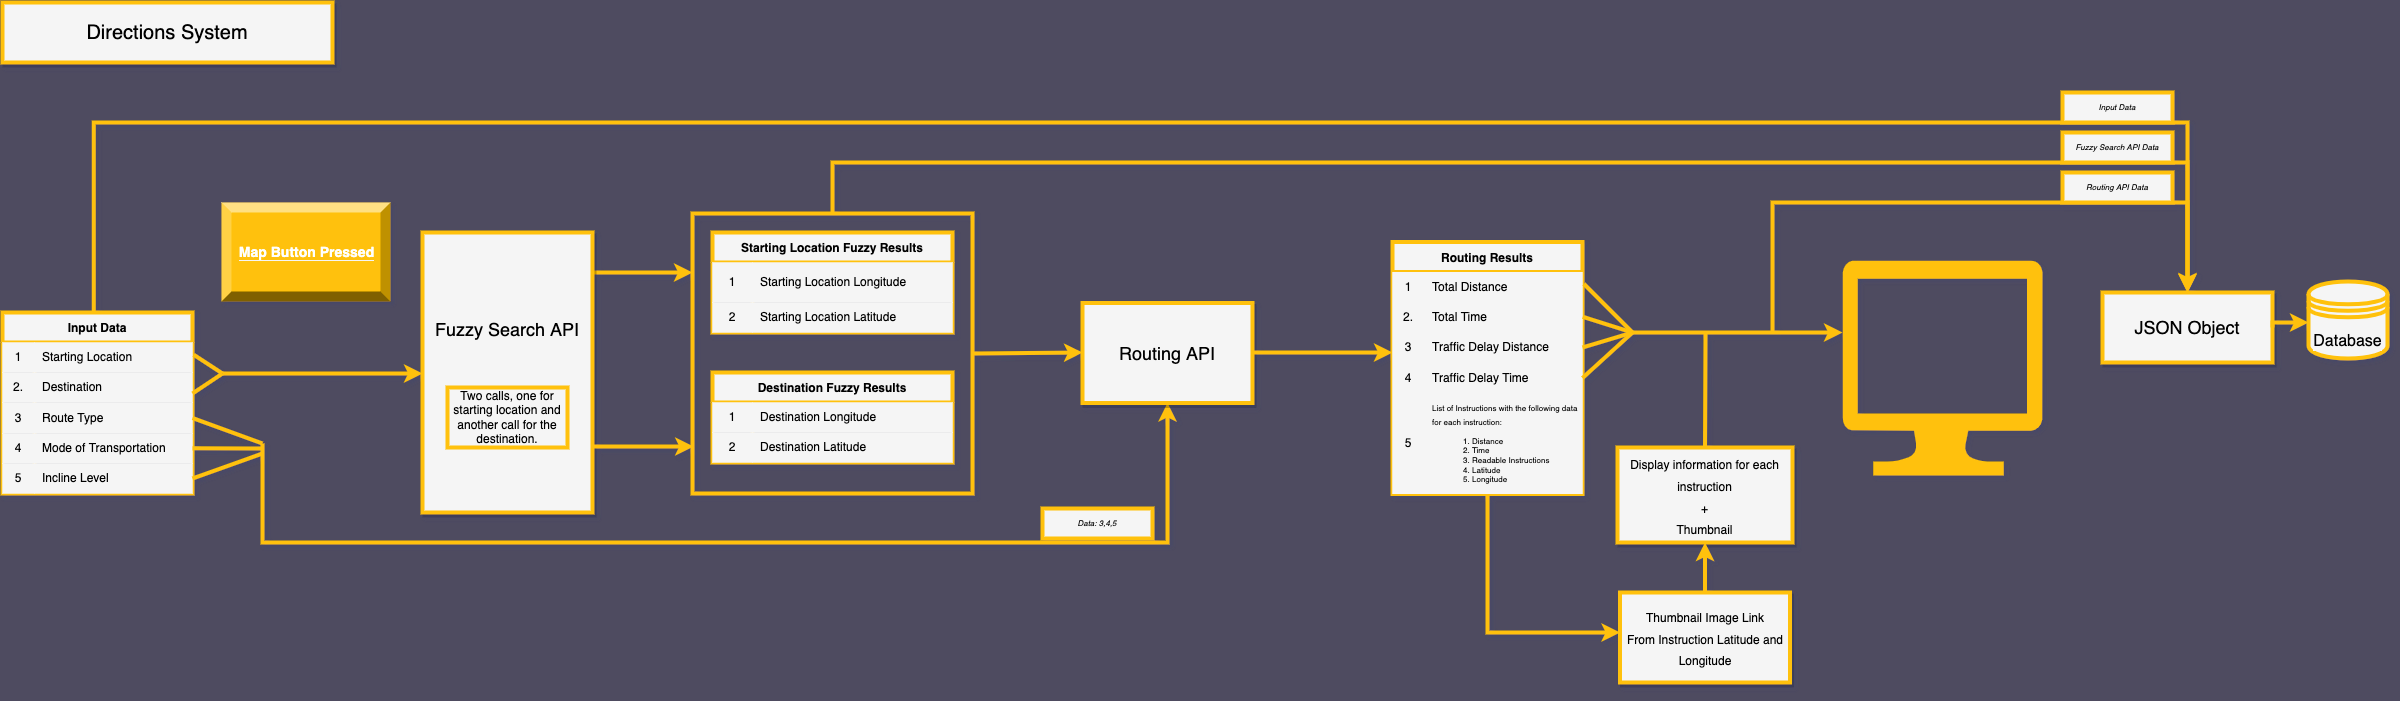 Directions System
Input Data
Fuzzy Search API Data
Routing API Data
Map Button Pressed
Input Data
1 Starting Location
2. Destination
3 Route Type
4 Mode of Transportation
5 Incline Level
Fuzzy Search API
Two calls, one for
starting location and
another call for the
destination.
Starting Location Fuzzy Results
1 Starting Location Longitude
2 Starting Location Latitude
Destination Fuzzy Results
1 Destination Longitude
2 Destination Latitude
Data: 3,4,5
Routing API
Routing Results
1 Total Distance
2. Total Time
3 Traffic Delay Distance
4 Traffic Delay Time
List of Instructions with the following data
for each instruction:
5
1. Distance
2. Time
3. Readable Instructions
4. Latitude
5. Longitude
Display information for each
instruction
+
Thumbnail
Thumbnail Image Link
From Instruction Latitude and
Longitude
JSON Object
Database